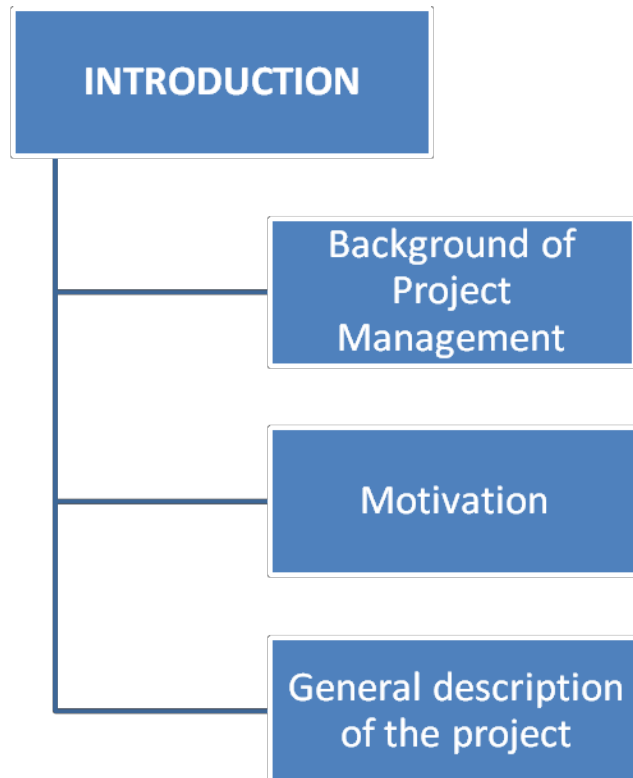 INTRODUCTION
Background of
Project
Management
Motivation
General description
of the project